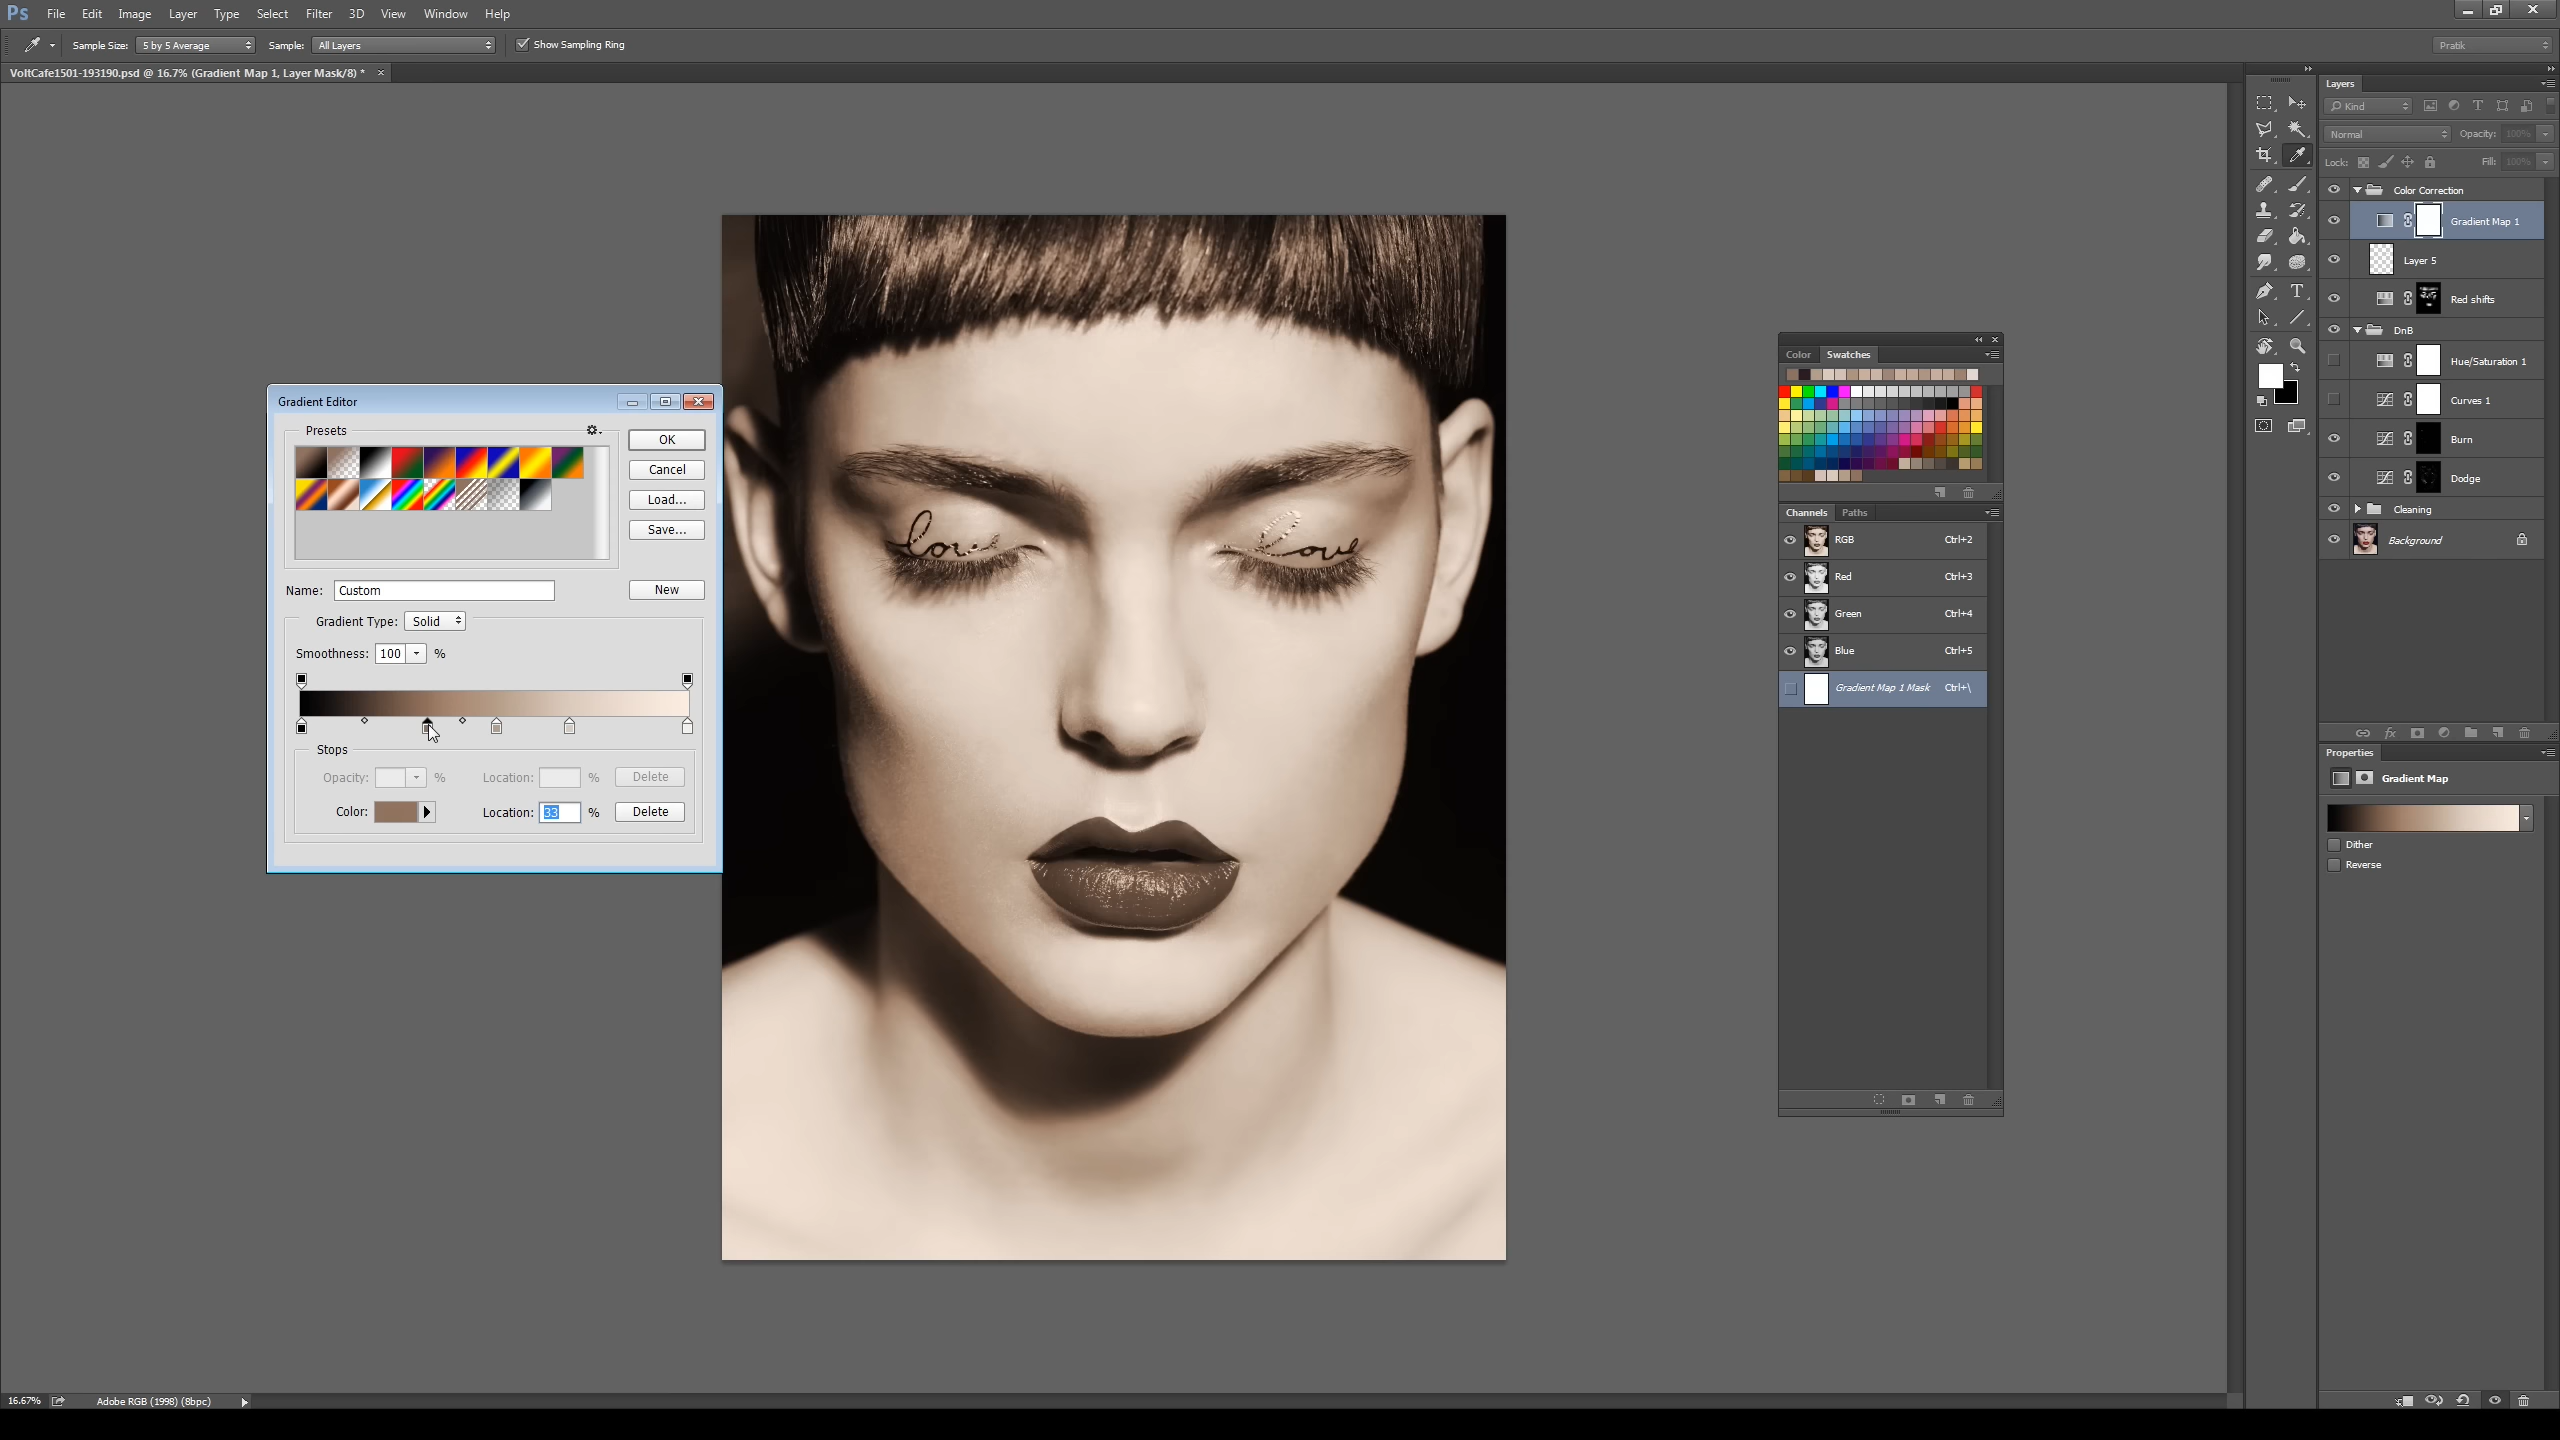 Ps File Edit Image Layer Type Select Filter 3D View Window Help
Sample Size: 5 by 5 Average Sample: All Layers Show Sampling Ring Pratik
VoltCafe1501-193190.psd @ 16.7% (Gradient Map 1, Layer Mask/8) * ×
Gradient Editor
Presets
OK
Cancel
Load...
Save...
Name: Custom New
Gradient Type: Solid
Smoothness: 100 %
Stops
Opacity: % Location: % Delete
Color: Location: 33 % Delete
love love
Color Swatches
Channels Paths
RGB Ctrl+2
Red Ctrl+3
Green Ctrl+4
Blue Ctrl+5
Gradient Map 1 Mask Ctrl+\
Layers
Kind
Normal Opacity: 100%
Lock: Fill: 100%
Color Correction
Gradient Map 1
Layer 5
Red shifts
DnB
Hue/Saturation 1
Curves 1
Burn
Dodge
Cleaning
Background
fx
Properties
Gradient Map
Dither
Reverse
16.67% Adobe RGB (1998) (8bpc)